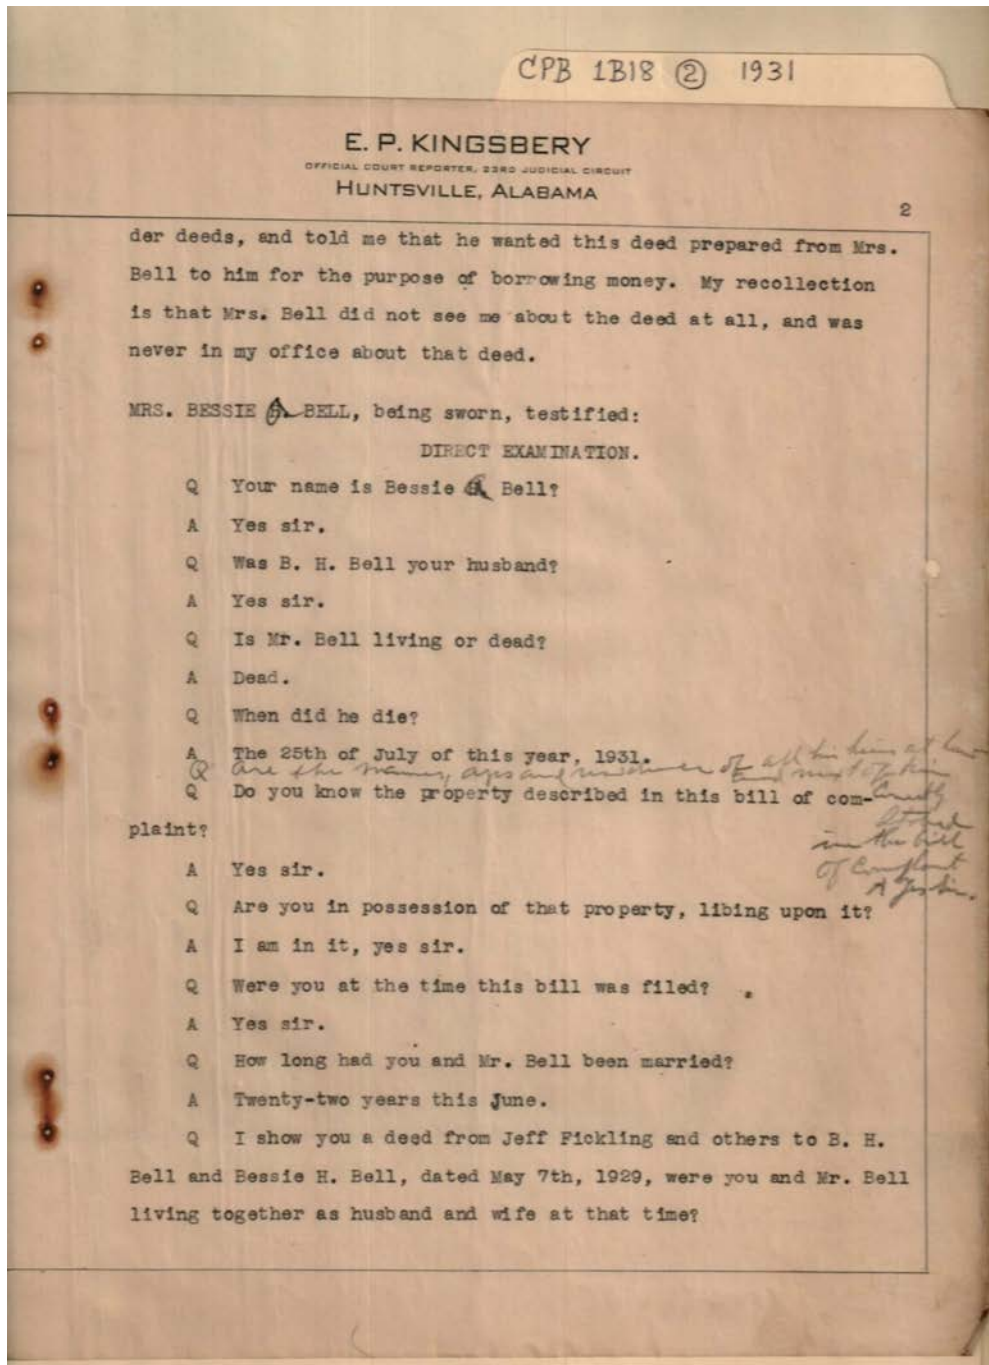 CPB 1B18 ② 1931
E. P. KINGSBERY
OFFICIAL COURT REPORTER, 23RD JUDICIAL CIRCUIT
HUNTSVILLE, ALABAMA
2
der deeds, and told me that he wanted this deed prepared from Mrs.
Bell to him for the purpose of borrowing money. My recollection
is that Mrs. Bell did not see me about the deed at all, and was
never in my office about that deed.
MRS. BESSIE BELL, being sworn, testified:
DIRECT EXAMINATION.
Q Your name is Bessie Bell?
A Yes sir.
Q Was B. H. Bell your husband?
A Yes sir.
Q Is Mr. Bell living or dead?
A Dead.
Q When did he die?
A The 25th of July of this year, 1931.
Q Are the names, ages and residences of all his heirs at law
and next of kin
Q Do you know the property described in this bill of com-
correctly
stated
plaint?
in the bill
of Complaint
A Yes sir.
A Yes sir.
Q Are you in possession of that property, libing upon it?
A I am in it, yes sir.
Q Were you at the time this bill was filed?
A Yes sir.
Q How long had you and Mr. Bell been married?
A Twenty-two years this June.
Q I show you a deed from Jeff Fickling and others to B. H.
Bell and Bessie H. Bell, dated May 7th, 1929, were you and Mr. Bell
living together as husband and wife at that time?